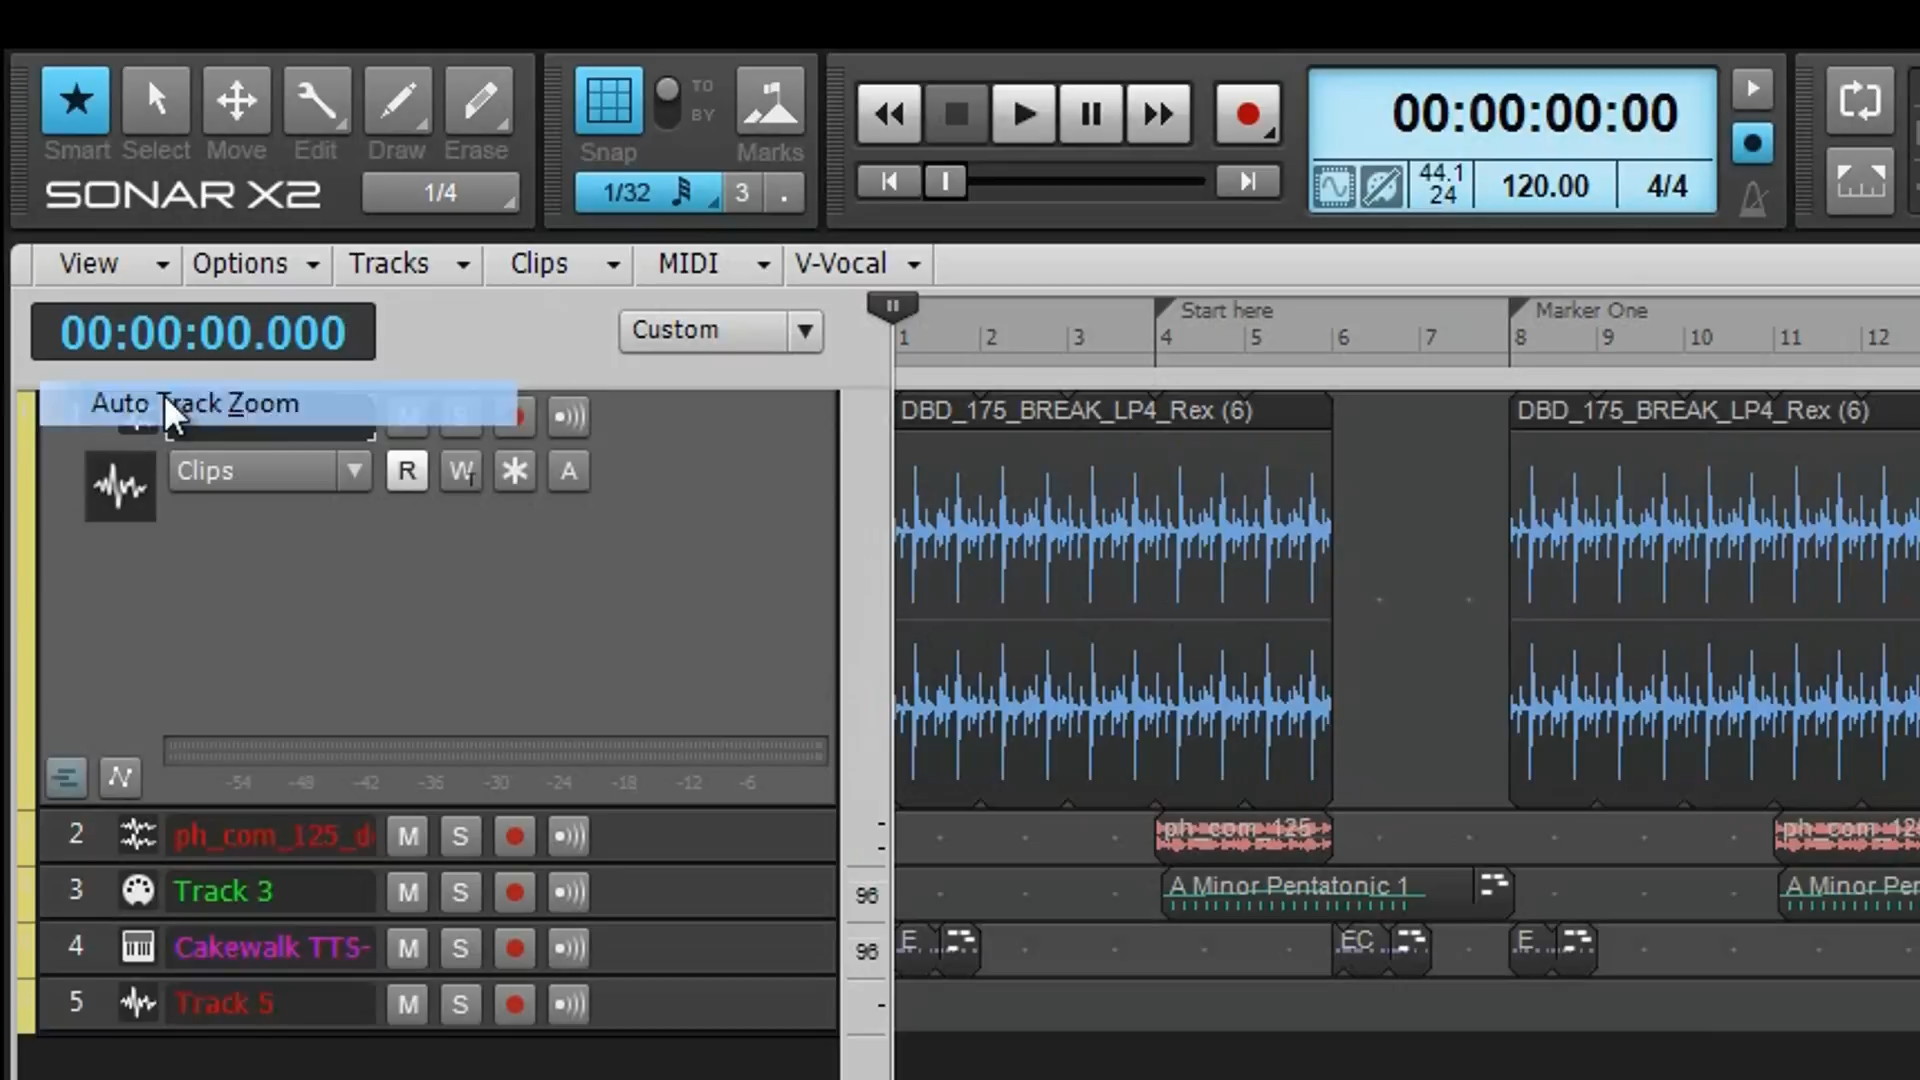 TO
BY
Smart Select Move Edit Draw Erase
Snap
Marks
SONAR X2
1/4
1/32
3
.
00:00:00:00
44.1
24
120.00
4/4
View
Options
Tracks
Clips
MIDI
V-Vocal
00:00:00.000
Custom
Start here
Marker One
1 2 3 4 5 6 7 8 9 10 11 12
Auto Track Zoom
M S
DBD_175_BREAK_LP4_Rex (6)
DBD_175_BREAK_LP4_Rex (6)
Clips
R
W
A
-54 -48 -42 -36 -30 -24 -18 -12 -6
2
ph_com_125_d
M S
ph_com_125
3
Track 3
M S
96
A Minor Pentatonic 1
A Minor Per
4
Cakewalk TTS-
M S
96
E
EC
E
5
Track 5
M S